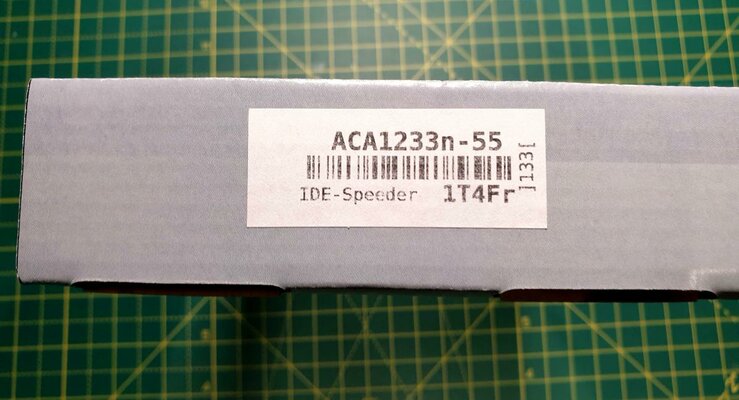 ACA1233n-55
IDE-Speeder 1T4Fr
]133[